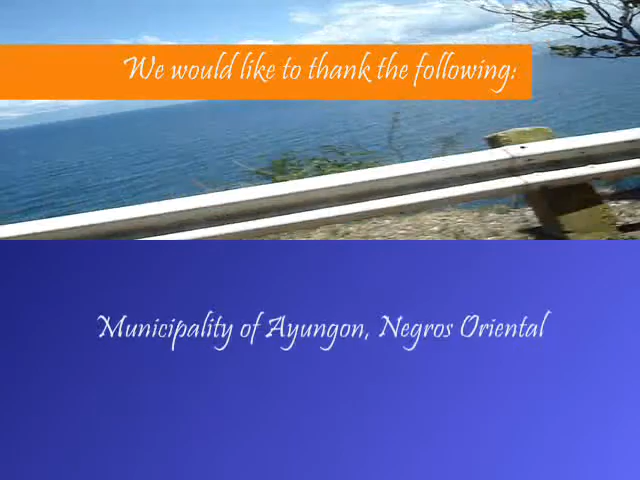 We would like to thank the following:
Municipality of Ayungon, Negros Oriental